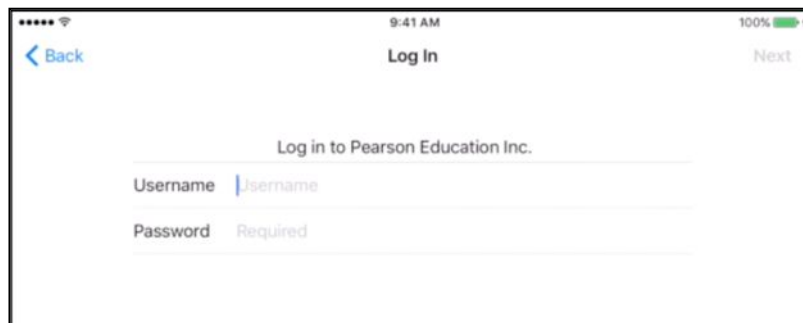 9:41 AM 100%
Back Log In Next
Log in to Pearson Education Inc.
Username Username
Password Required